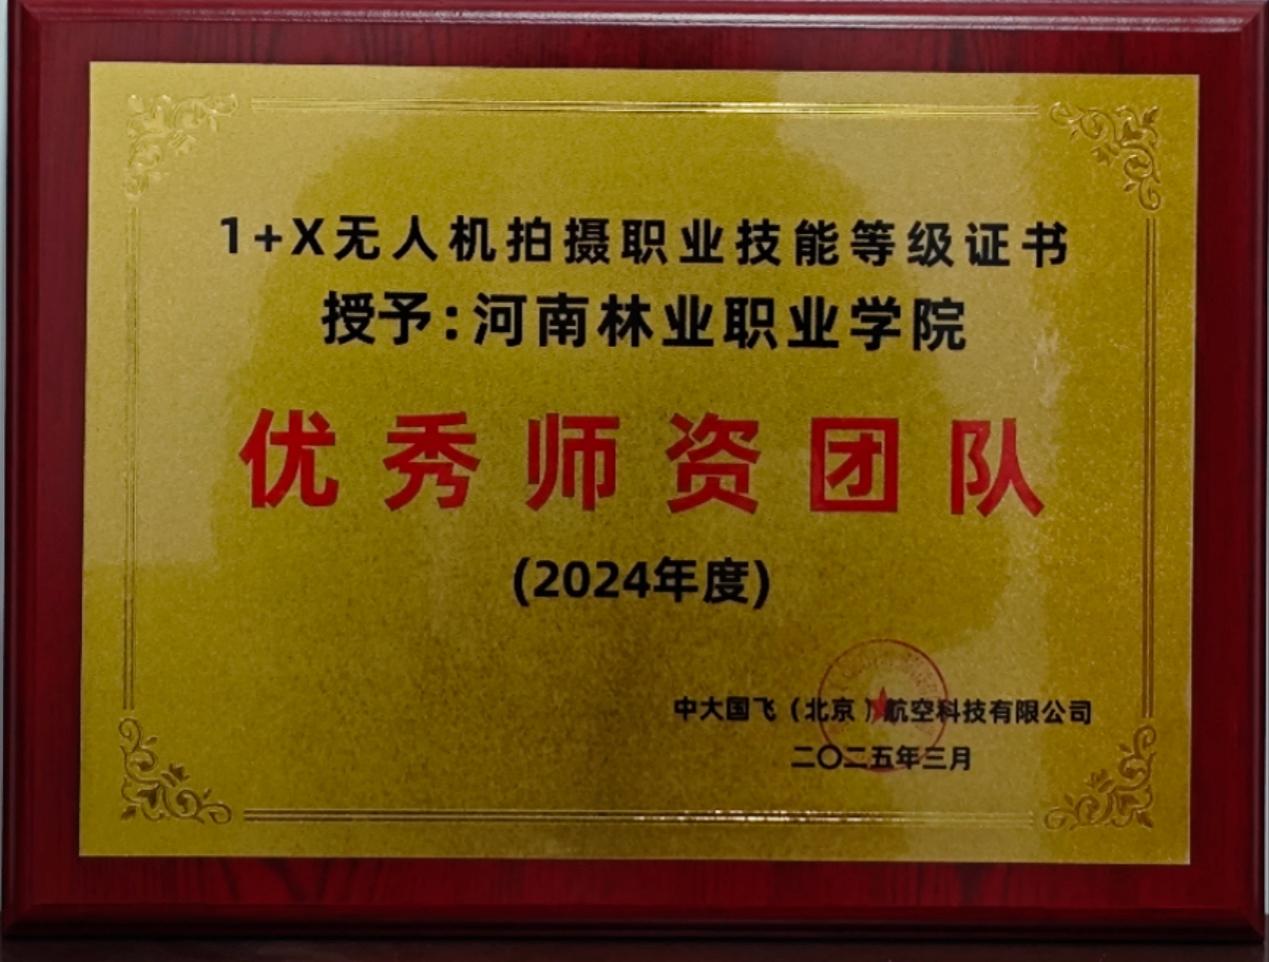 1+X无人机拍摄职业技能等级证书
授予:河南林业职业学院
优秀师资团队
(2024年度)
中大国飞（北京）航空科技有限公司
二〇二五年三月